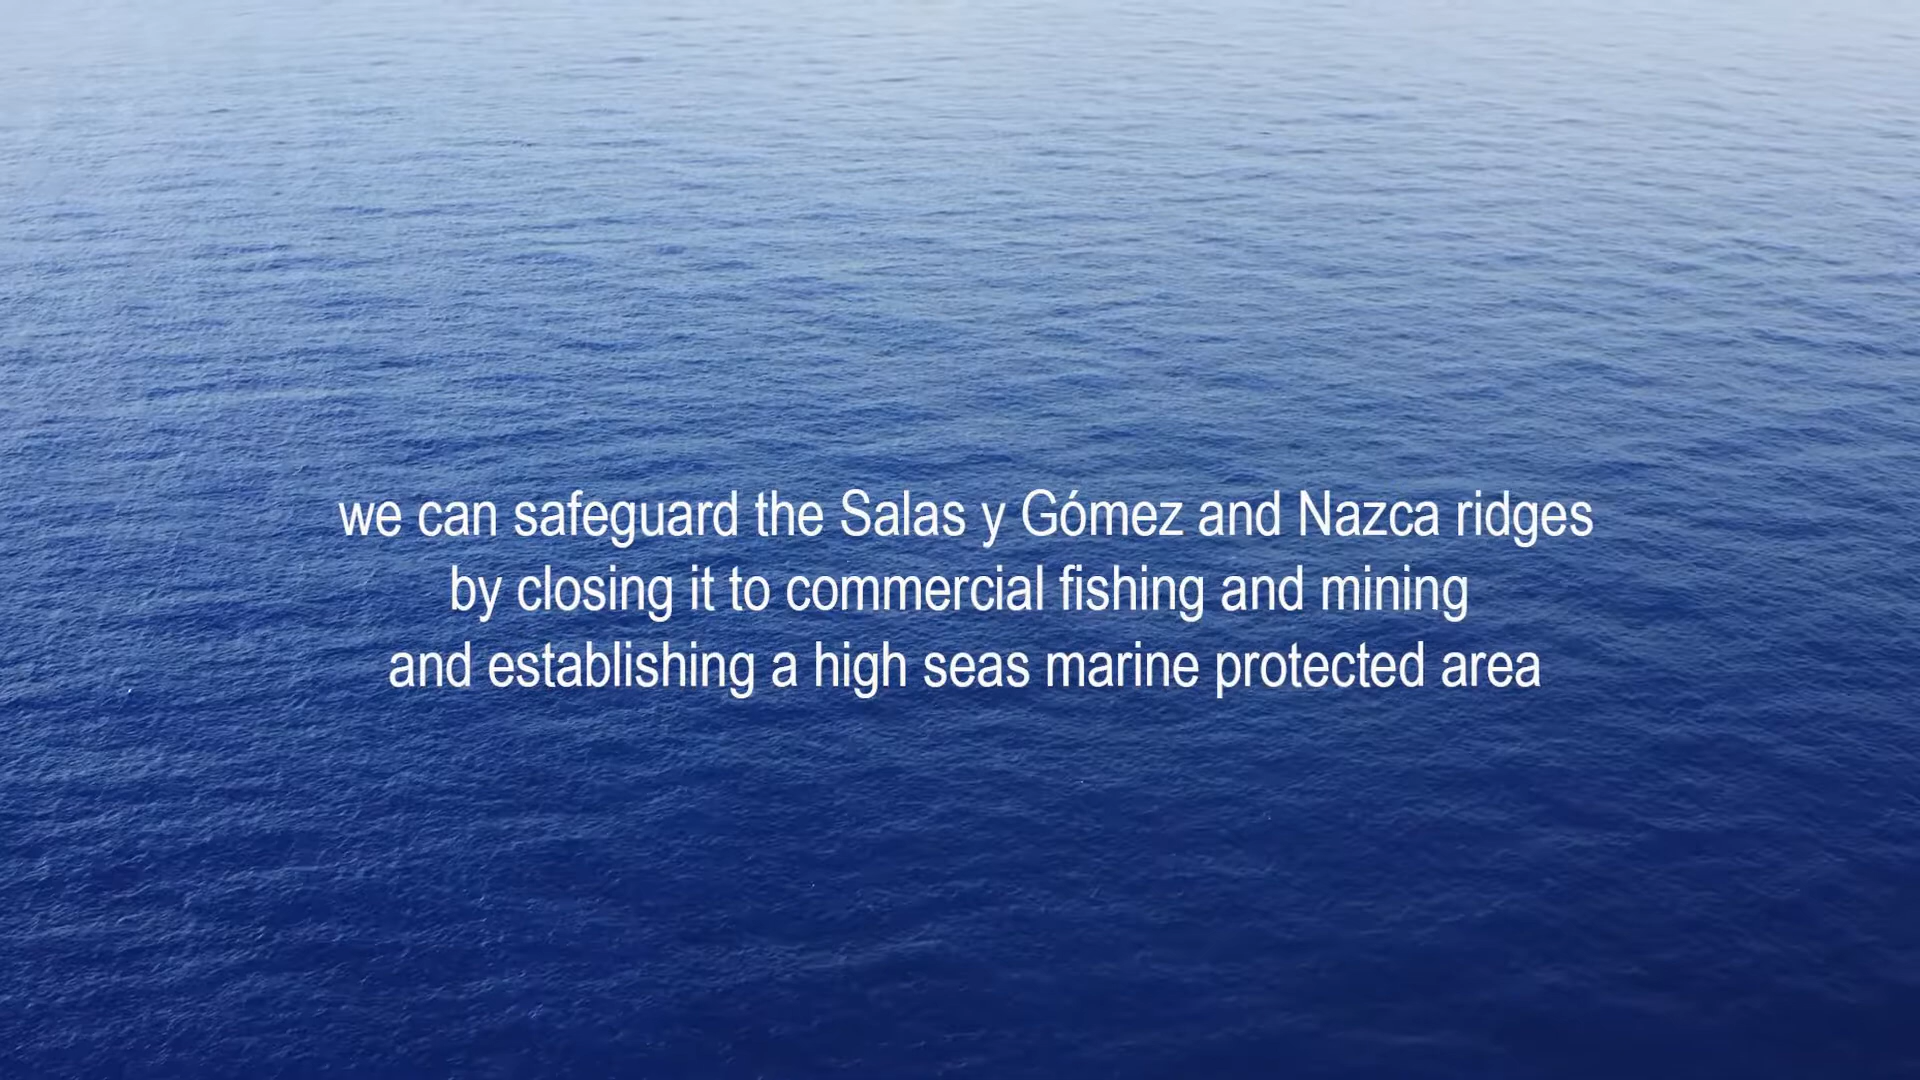 we can safeguard the Salas y Gómez and Nazca ridges
by closing it to commercial fishing and mining
and establishing a high seas marine protected area